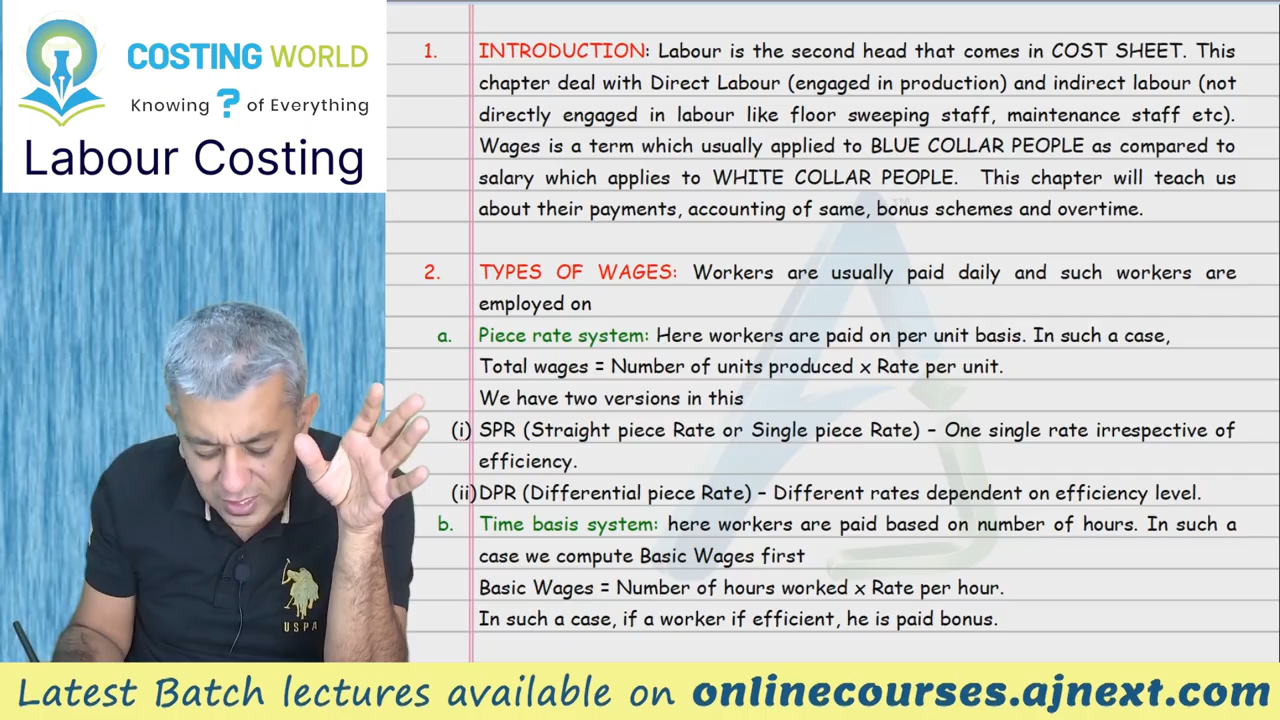 COSTING WORLD
Knowing ? of Everything
Labour Costing
1. INTRODUCTION: Labour is the second head that comes in COST SHEET. This
chapter deal with Direct Labour (engaged in production) and indirect labour (not
directly engaged in labour like floor sweeping staff, maintenance staff etc).
Wages is a term which usually applied to BLUE COLLAR PEOPLE as compared to
salary which applies to WHITE COLLAR PEOPLE. This chapter will teach us
about their payments, accounting of same, bonus schemes and overtime.
2. TYPES OF WAGES: Workers are usually paid daily and such workers are
employed on
a. Piece rate system: Here workers are paid on per unit basis. In such a case,
Total wages = Number of units produced x Rate per unit.
We have two versions in this
(i) SPR (Straight piece Rate or Single piece Rate) – One single rate irrespective of
efficiency.
(ii) DPR (Differential piece Rate) – Different rates dependent on efficiency level.
b. Time basis system: here workers are paid based on number of hours. In such a
case we compute Basic Wages first
Basic Wages = Number of hours worked x Rate per hour.
In such a case, if a worker if efficient, he is paid bonus.
USPA
TM
Latest Batch lectures available on onlinecourses.ajnext.com